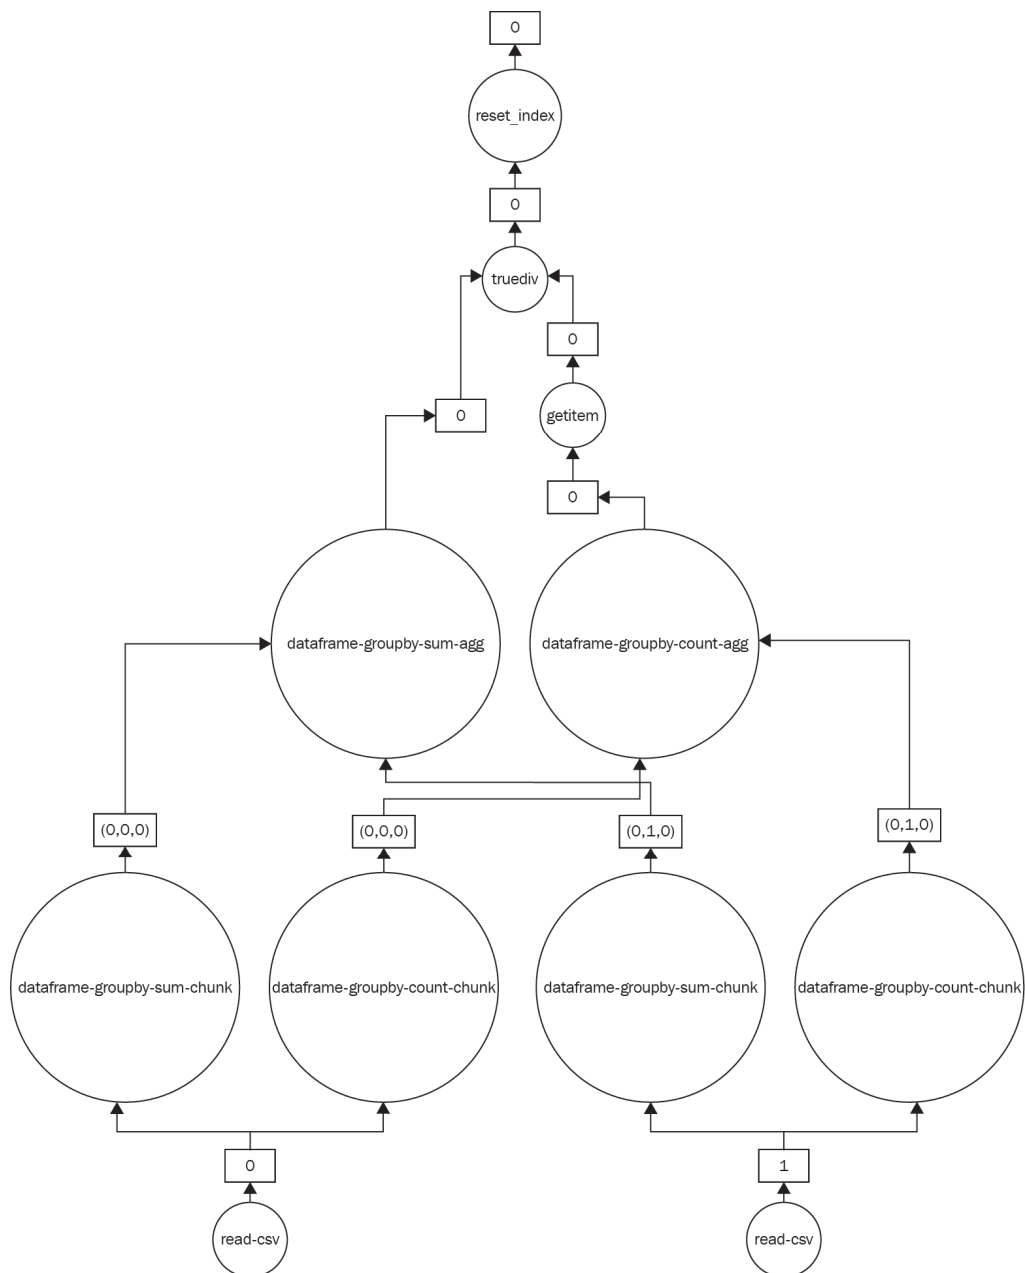 0
reset_index
0
truediv
0
0
getitem
0
dataframe-groupby-sum-agg
dataframe-groupby-count-agg
(0,0,0)
(0,0,0)
(0,1,0)
(0,1,0)
dataframe-groupby-sum-chunk
dataframe-groupby-count-chunk
dataframe-groupby-sum-chunk
dataframe-groupby-count-chunk
0
1
read-csv
read-csv